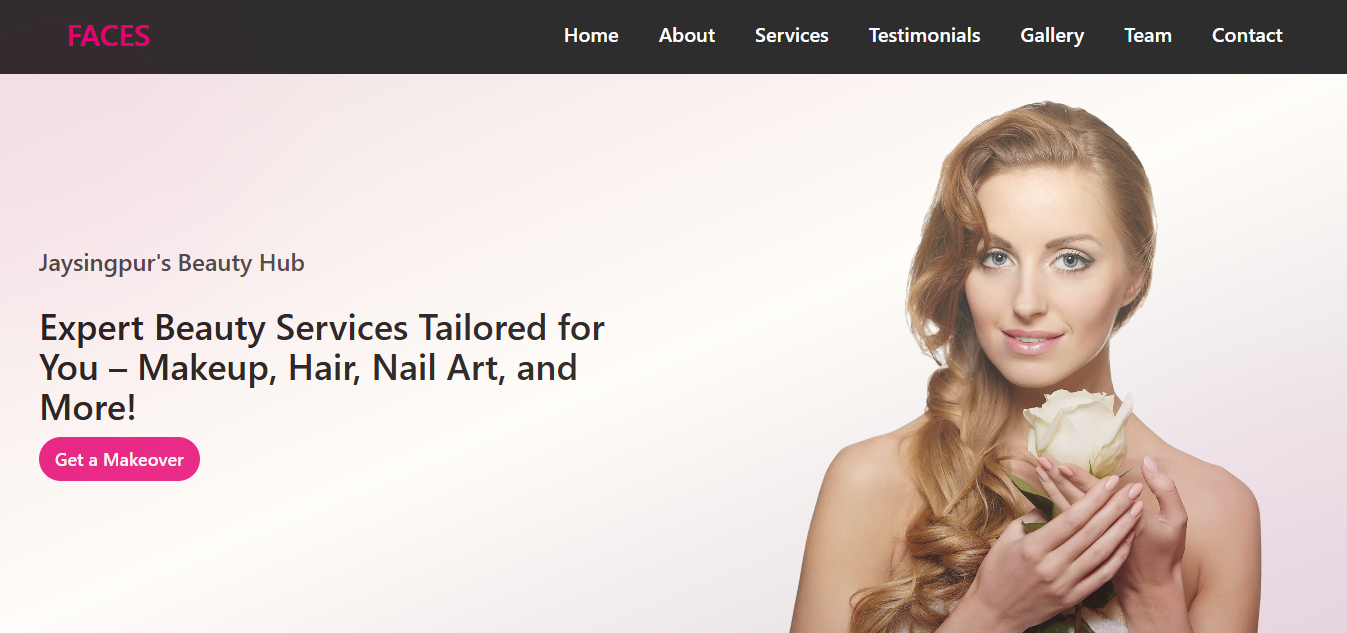 FACES
Home About Services Testimonials Gallery Team Contact
Jaysingpur's Beauty Hub
Expert Beauty Services Tailored for
You – Makeup, Hair, Nail Art, and
More!
Get a Makeover